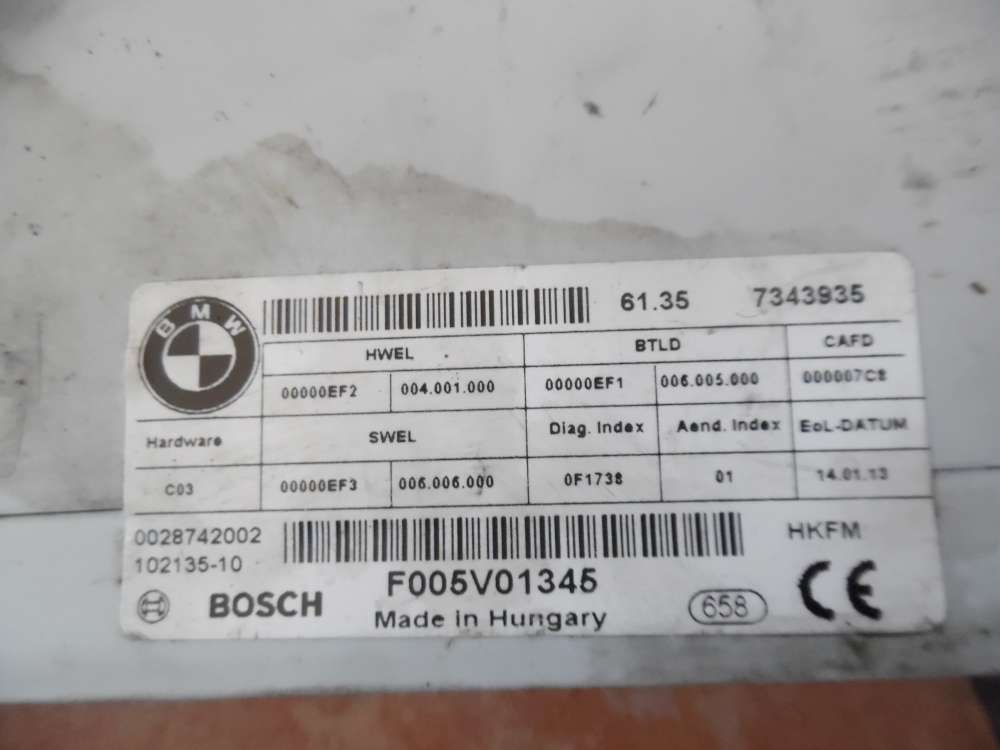 BMW
61.35 7343935
HWEL BTLD CAFD
00000EF2 004.001.000 00000EF1 006.005.000 000007C8
Hardware SWEL Diag. Index Aend. Index EoL-DATUM
C03 00000EF3 006.006.000 0F1738 01 14.01.13
0028742002 HKFM
102135-10
F005V01345
BOSCH Made in Hungary 658 CE